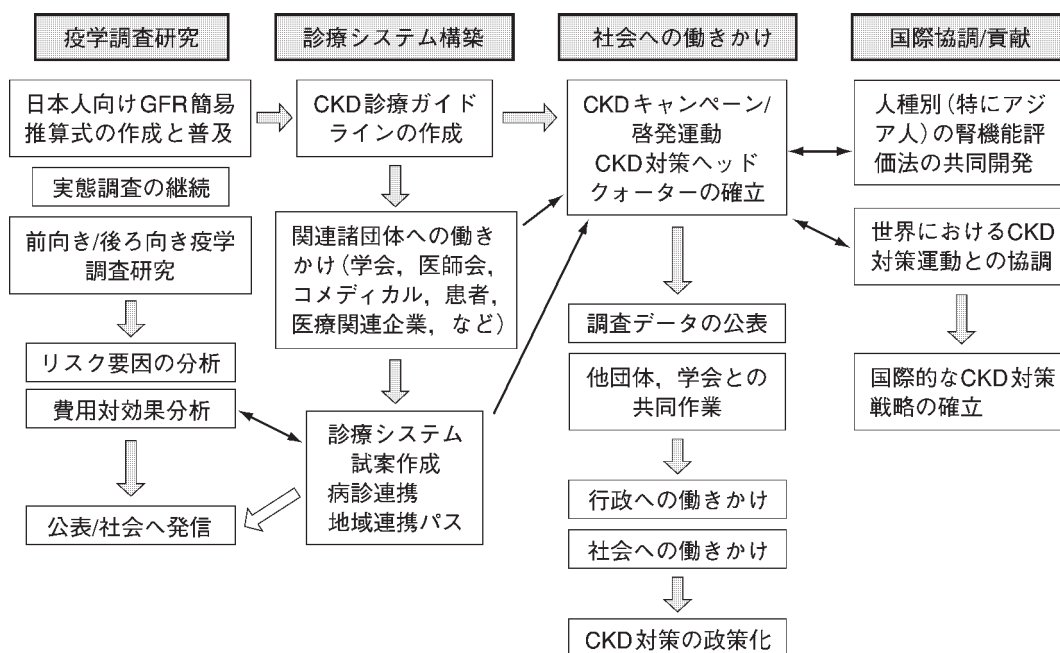 疫学調査研究
日本人向けGFR簡易
推算式の作成と普及
実態調査の継続
前向き/後ろ向き疫学
調査研究
リスク要因の分析
費用対効果分析
公表/社会へ発信
診療システム構築
CKD診療ガイド
ラインの作成
関連諸団体への働き
かけ(学会，医師会，
コメディカル，患者，
医療関連企業，など)
診療システム
試案作成
病診連携
地域連携パス
社会への働きかけ
CKDキャンペーン/
啓発運動
CKD対策ヘッド
クォーターの確立
調査データの公表
他団体，学会との
共同作業
行政への働きかけ
社会への働きかけ
CKD対策の政策化
国際協調/貢献
人種別(特にアジ
ア人)の腎機能評
価法の共同開発
世界におけるCKD
対策運動との協調
国際的なCKD対策
戦略の確立